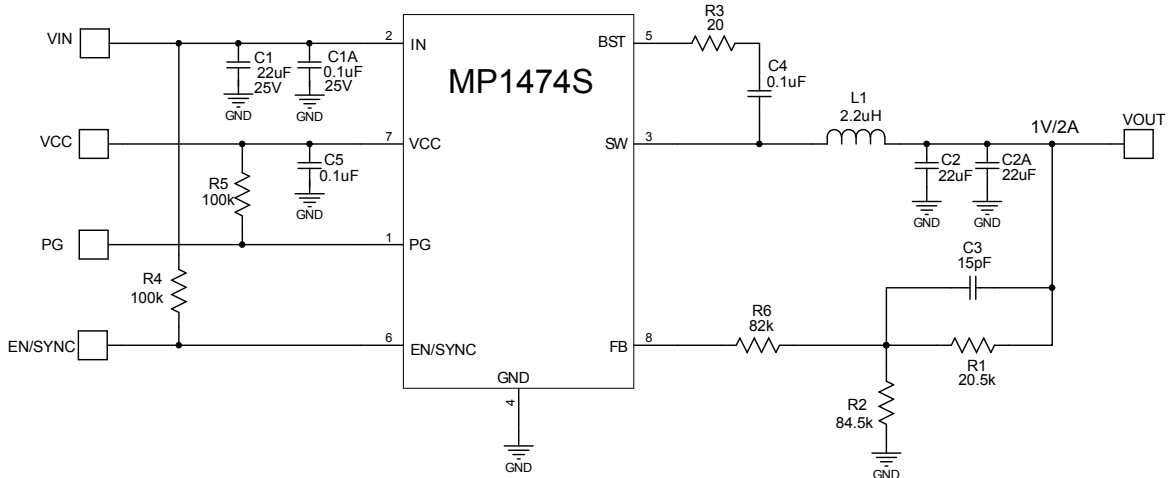 VIN
2
IN
C1
22uF
25V
GND
C1A
0.1uF
25V
GND
MP1474S
BST
5
R3
20
C4
0.1uF
VCC
7
VCC
C5
0.1uF
GND
R5
100k
SW
3
L1
2.2uH
1V/2A
VOUT
C2
22uF
GND
C2A
22uF
GND
PG
1
PG
R4
100k
C3
15pF
EN/SYNC
6
EN/SYNC
FB
8
R6
82k
R1
20.5k
GND
4
GND
R2
84.5k
GND